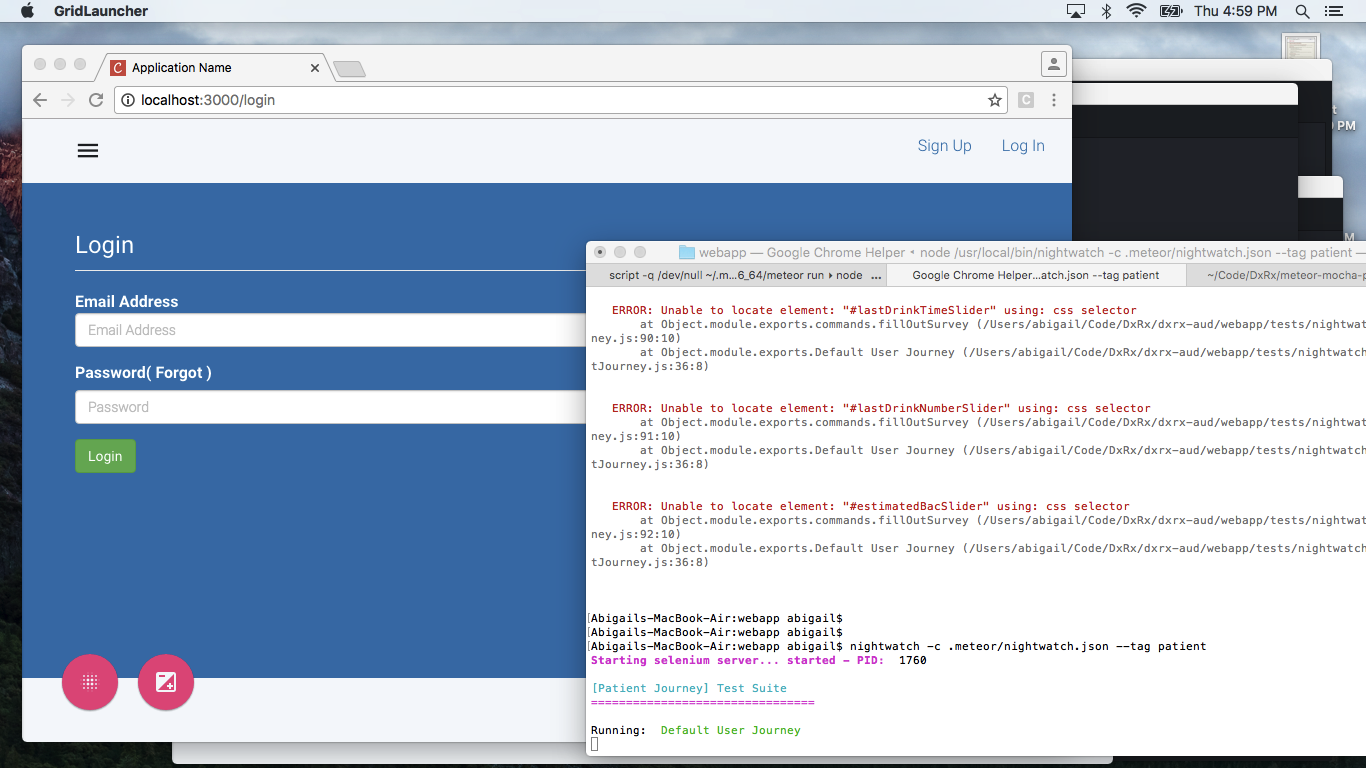 GridLauncher
Thu 4:59 PM
Application Name
localhost:3000/login
Sign Up
Log In
Login
Email Address
Email Address
Password( Forgot )
Password
Login
t
PM
M
webapp — Google Chrome Helper • node /usr/local/bin/nightwatch -c .meteor/nightwatch.json --tag patient —
script -q /dev/null ~/.m...6_64/meteor run ▸ node ...
Google Chrome Helper...atch.json --tag patient
~/Code/DxRx/meteor-mocha-p
ERROR: Unable to locate element: "#lastDrinkTimeSlider" using: css selector
at Object.module.exports.commands.fillOutSurvey (/Users/abigail/Code/DxRx/dxrx-aud/webapp/tests/nightwat
ney.js:90:10)
at Object.module.exports.Default User Journey (/Users/abigail/Code/DxRx/dxrx-aud/webapp/tests/nightwatch
tJourney.js:36:8)
ERROR: Unable to locate element: "#lastDrinkNumberSlider" using: css selector
at Object.module.exports.commands.fillOutSurvey (/Users/abigail/Code/DxRx/dxrx-aud/webapp/tests/nightwat
ney.js:91:10)
at Object.module.exports.Default User Journey (/Users/abigail/Code/DxRx/dxrx-aud/webapp/tests/nightwatch
tJourney.js:36:8)
ERROR: Unable to locate element: "#estimatedBacSlider" using: css selector
at Object.module.exports.commands.fillOutSurvey (/Users/abigail/Code/DxRx/dxrx-aud/webapp/tests/nightwat
ney.js:92:10)
at Object.module.exports.Default User Journey (/Users/abigail/Code/DxRx/dxrx-aud/webapp/tests/nightwatch
tJourney.js:36:8)
[Abigails-MacBook-Air:webapp abigail$
[Abigails-MacBook-Air:webapp abigail$
[Abigails-MacBook-Air:webapp abigail$ nightwatch -c .meteor/nightwatch.json --tag patient
Starting selenium server... started - PID:  1760
[Patient Journey] Test Suite
================================
Running:  Default User Journey